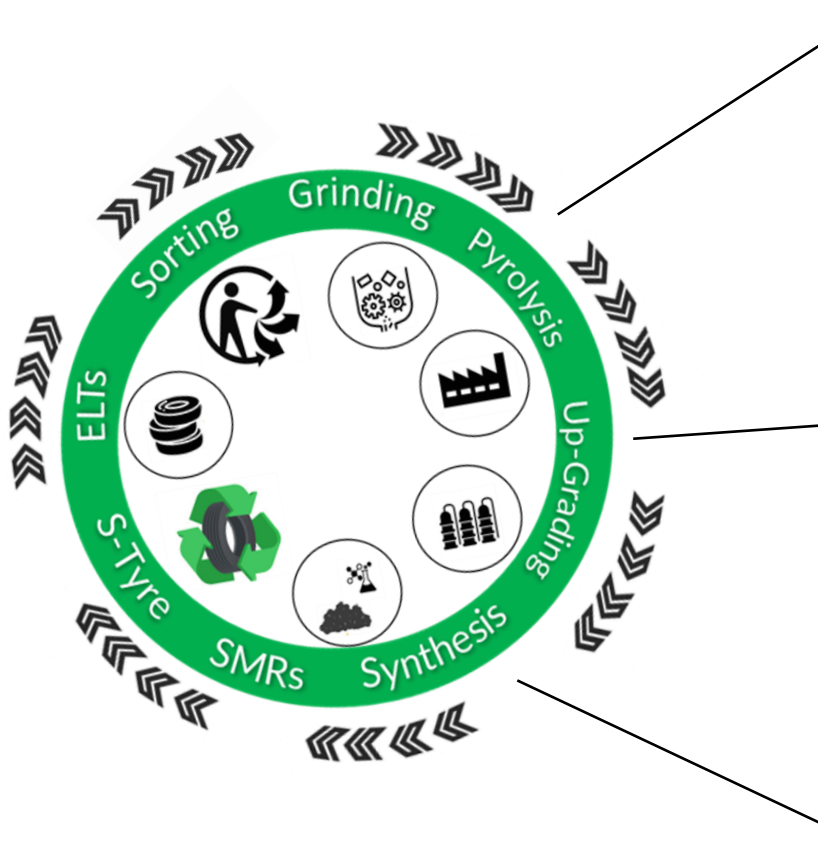 Sorting
Grinding
Pyrolysis
Up-Grading
Synthesis
SMRs
S-Tyre
ELTs